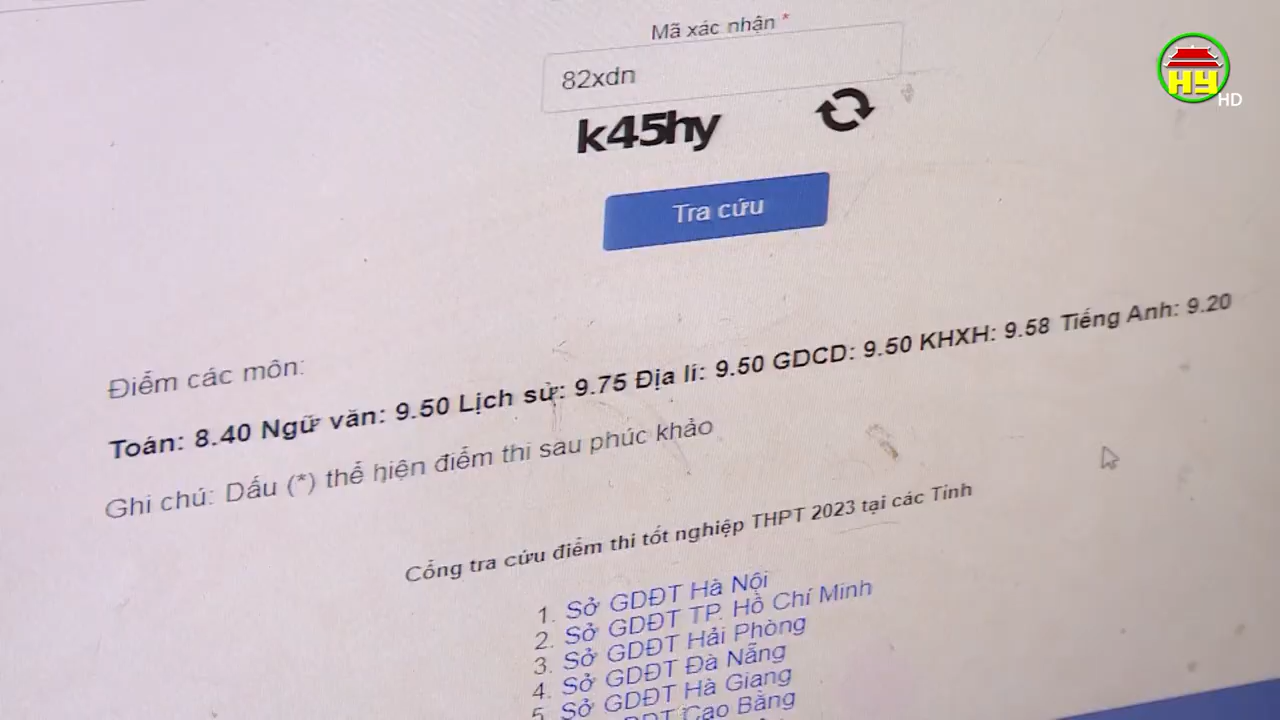 Mã xác nhận *
82xdn
k45hy
Tra cứu
HY
HD
Điểm các môn:
Toán: 8.40 Ngữ văn: 9.50 Lịch sử: 9.75 Địa lí: 9.50 GDCD: 9.50 KHXH: 9.58 Tiếng Anh: 9.20
Ghi chú: Dấu (*) thể hiện điểm thi sau phúc khảo
Cổng tra cứu điểm thi tốt nghiệp THPT 2023 tại các Tỉnh
1. Sở GDĐT Hà Nội
2. Sở GDĐT TP. Hồ Chí Minh
3. Sở GDĐT Hải Phòng
4. Sở GDĐT Đà Nẵng
5. Sở GDĐT Hà Giang
Cao Bằng